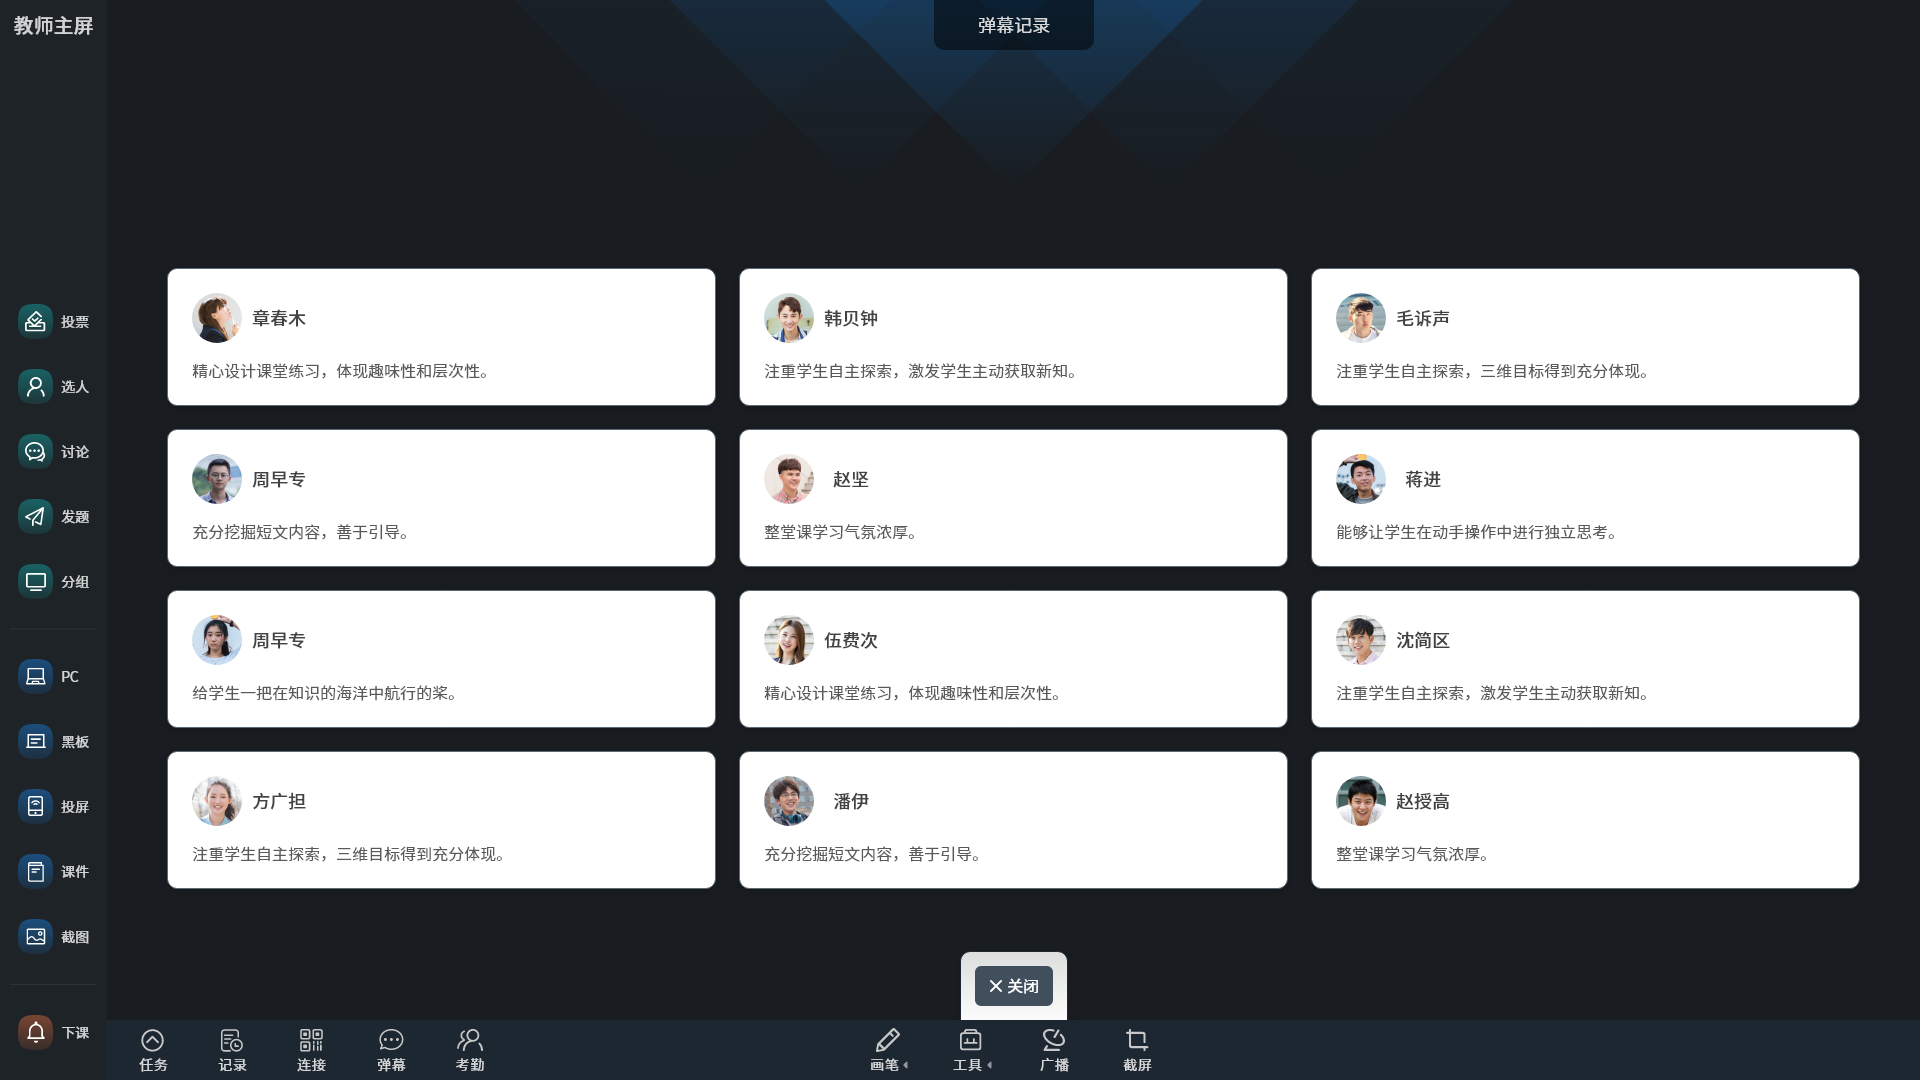 教师主屏
弹幕记录
投票
选人
讨论
发题
分组
PC
黑板
投屏
课件
截图
下课
章春木
精心设计课堂练习，体现趣味性和层次性。
韩贝钟
注重学生自主探索，激发学生主动获取新知。
毛诉声
注重学生自主探索，三维目标得到充分体现。
周早专
充分挖掘短文内容，善于引导。
赵坚
整堂课学习气氛浓厚。
蒋进
能够让学生在动手操作中进行独立思考。
周早专
给学生一把在知识的海洋中航行的桨。
伍费次
精心设计课堂练习，体现趣味性和层次性。
沈简区
注重学生自主探索，激发学生主动获取新知。
方广担
注重学生自主探索，三维目标得到充分体现。
潘伊
充分挖掘短文内容，善于引导。
赵授高
整堂课学习气氛浓厚。
关闭
任务
记录
连接
弹幕
考勤
画笔
工具
广播
截屏